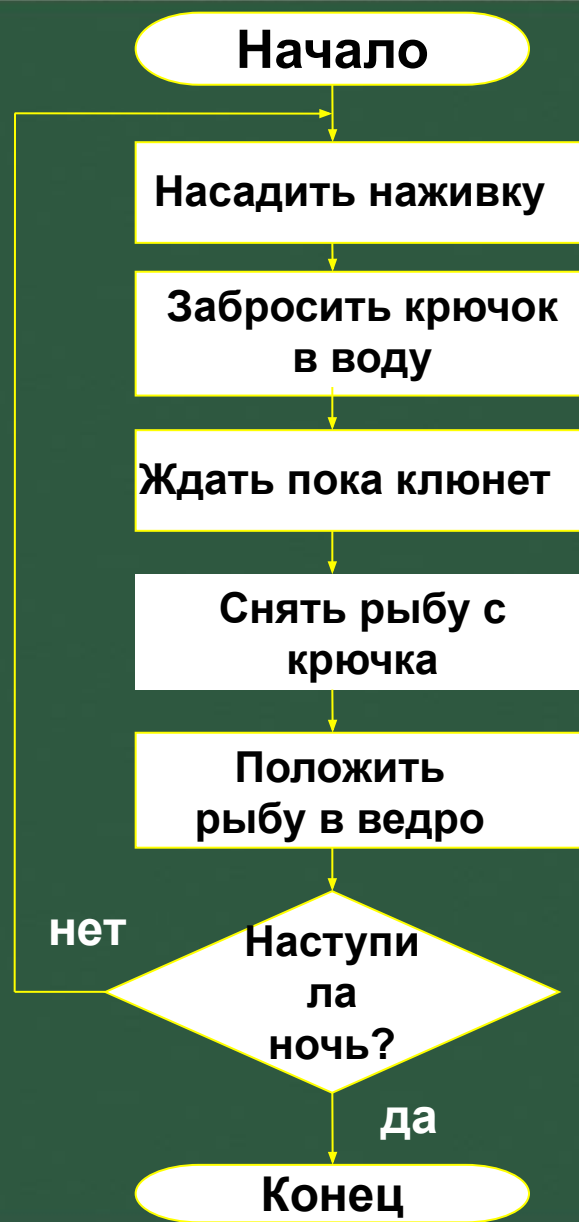 Начало
Насадить наживку
Забросить крючок
в воду
Ждать пока клюнет
Снять рыбу с
крючка
Положить
рыбу в ведро
нет
Наступи
ла
ночь?
да
Конец